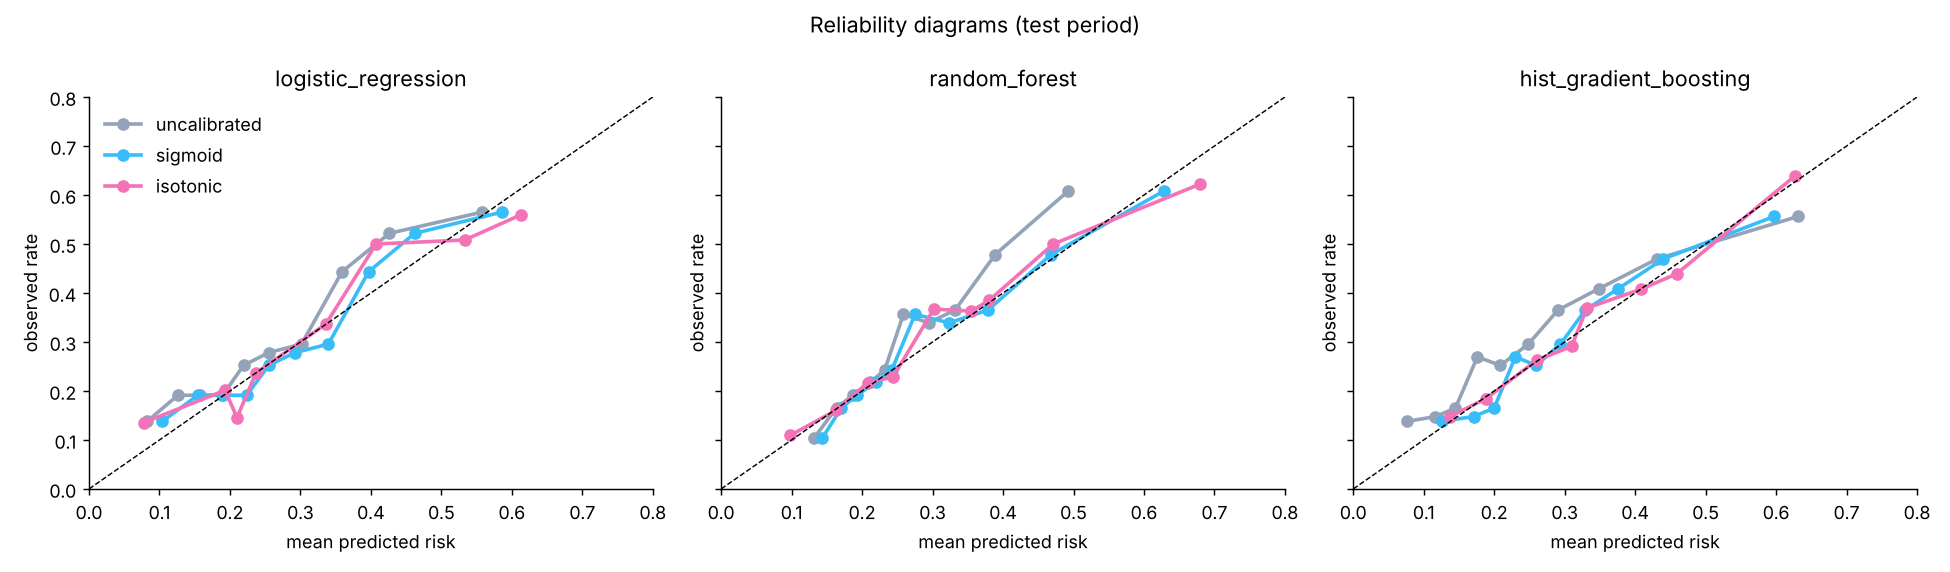 Reliability diagrams (test period)
logistic_regression
random_forest
hist_gradient_boosting
uncalibrated
sigmoid
isotonic
observed rate
0.8
0.7
0.6
0.5
0.4
0.3
0.2
0.1
0.0
0.0 0.1 0.2 0.3 0.4 0.5 0.6 0.7 0.8
mean predicted risk
observed rate
0.0 0.1 0.2 0.3 0.4 0.5 0.6 0.7 0.8
mean predicted risk
observed rate
0.0 0.1 0.2 0.3 0.4 0.5 0.6 0.7 0.8
mean predicted risk